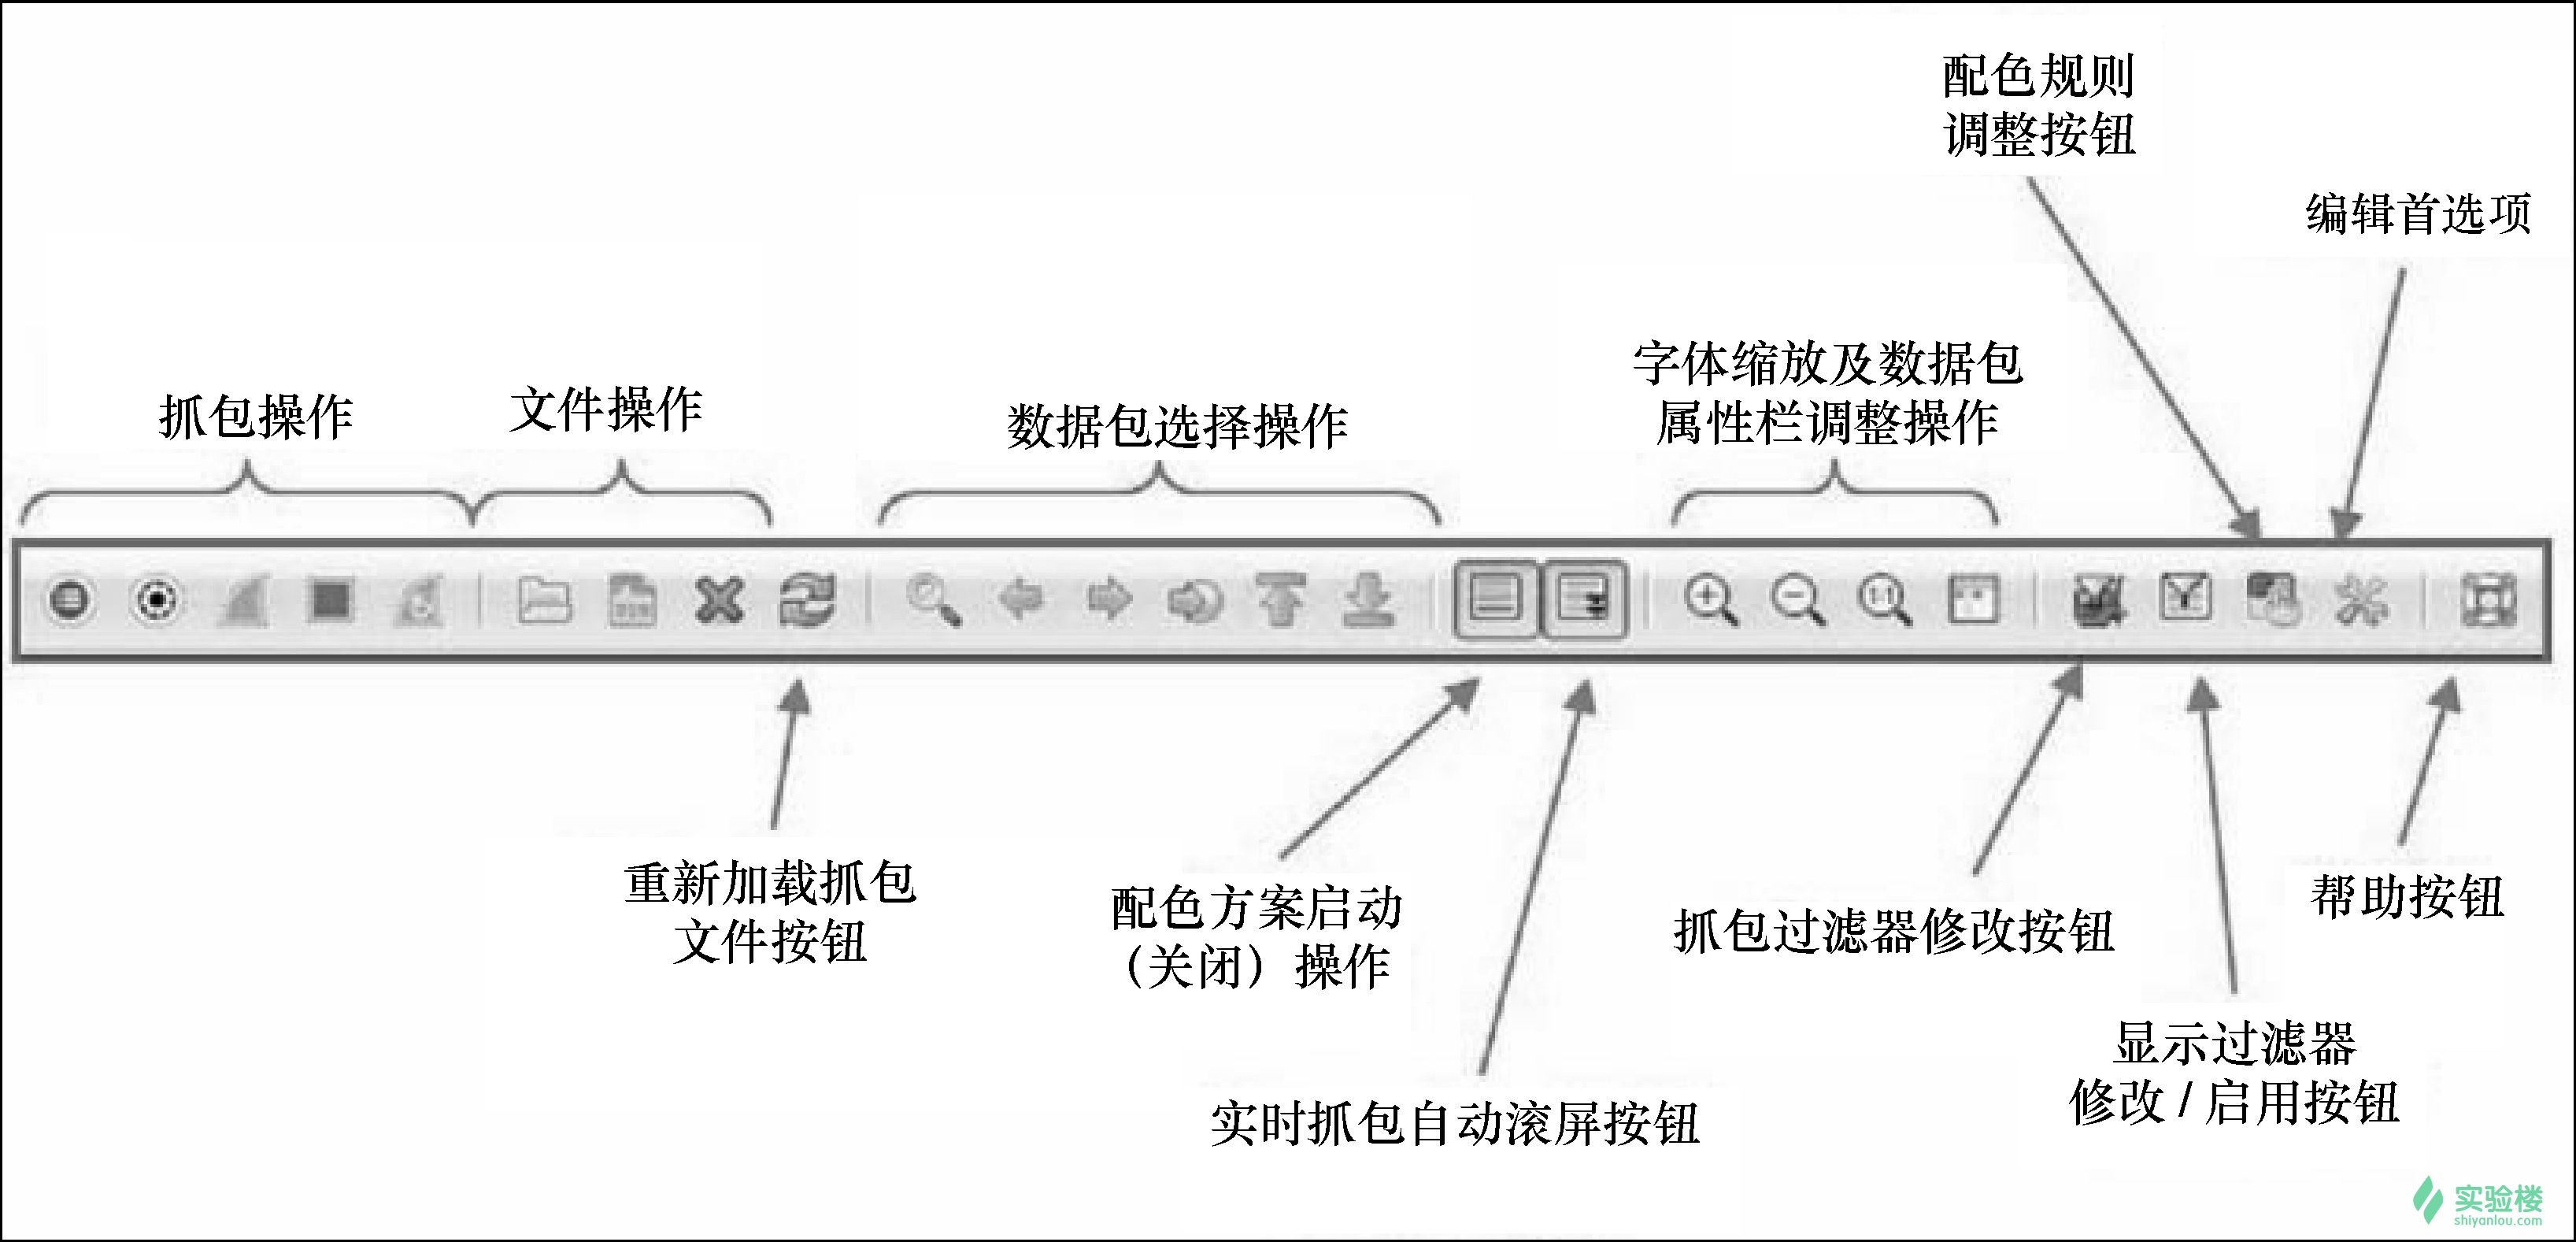 配色规则
调整按钮
编辑首选项
字体缩放及数据包
属性栏调整操作
抓包操作
文件操作
数据包选择操作
1:1
重新加载抓包
文件按钮
配色方案启动
（关闭）操作
抓包过滤器修改按钮
帮助按钮
显示过滤器
修改 / 启用按钮
实时抓包自动滚屏按钮
实验楼
shiyanlou.com